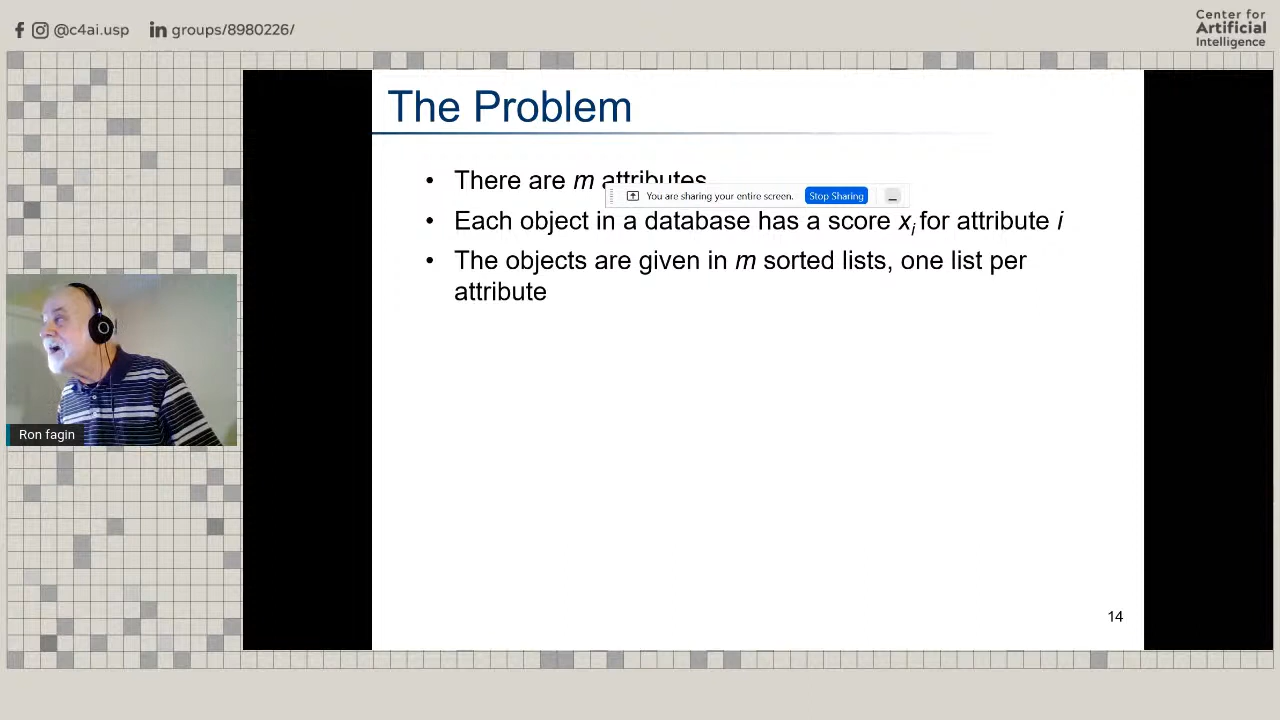 @c4ai.usp in groups/8980226/
Center for
Artificial
Intelligence
The Problem
• There are m attributes
You are sharing your entire screen. Stop Sharing
• Each object in a database has a score xi for attribute i
• The objects are given in m sorted lists, one list per
attribute
Ron fagin
14